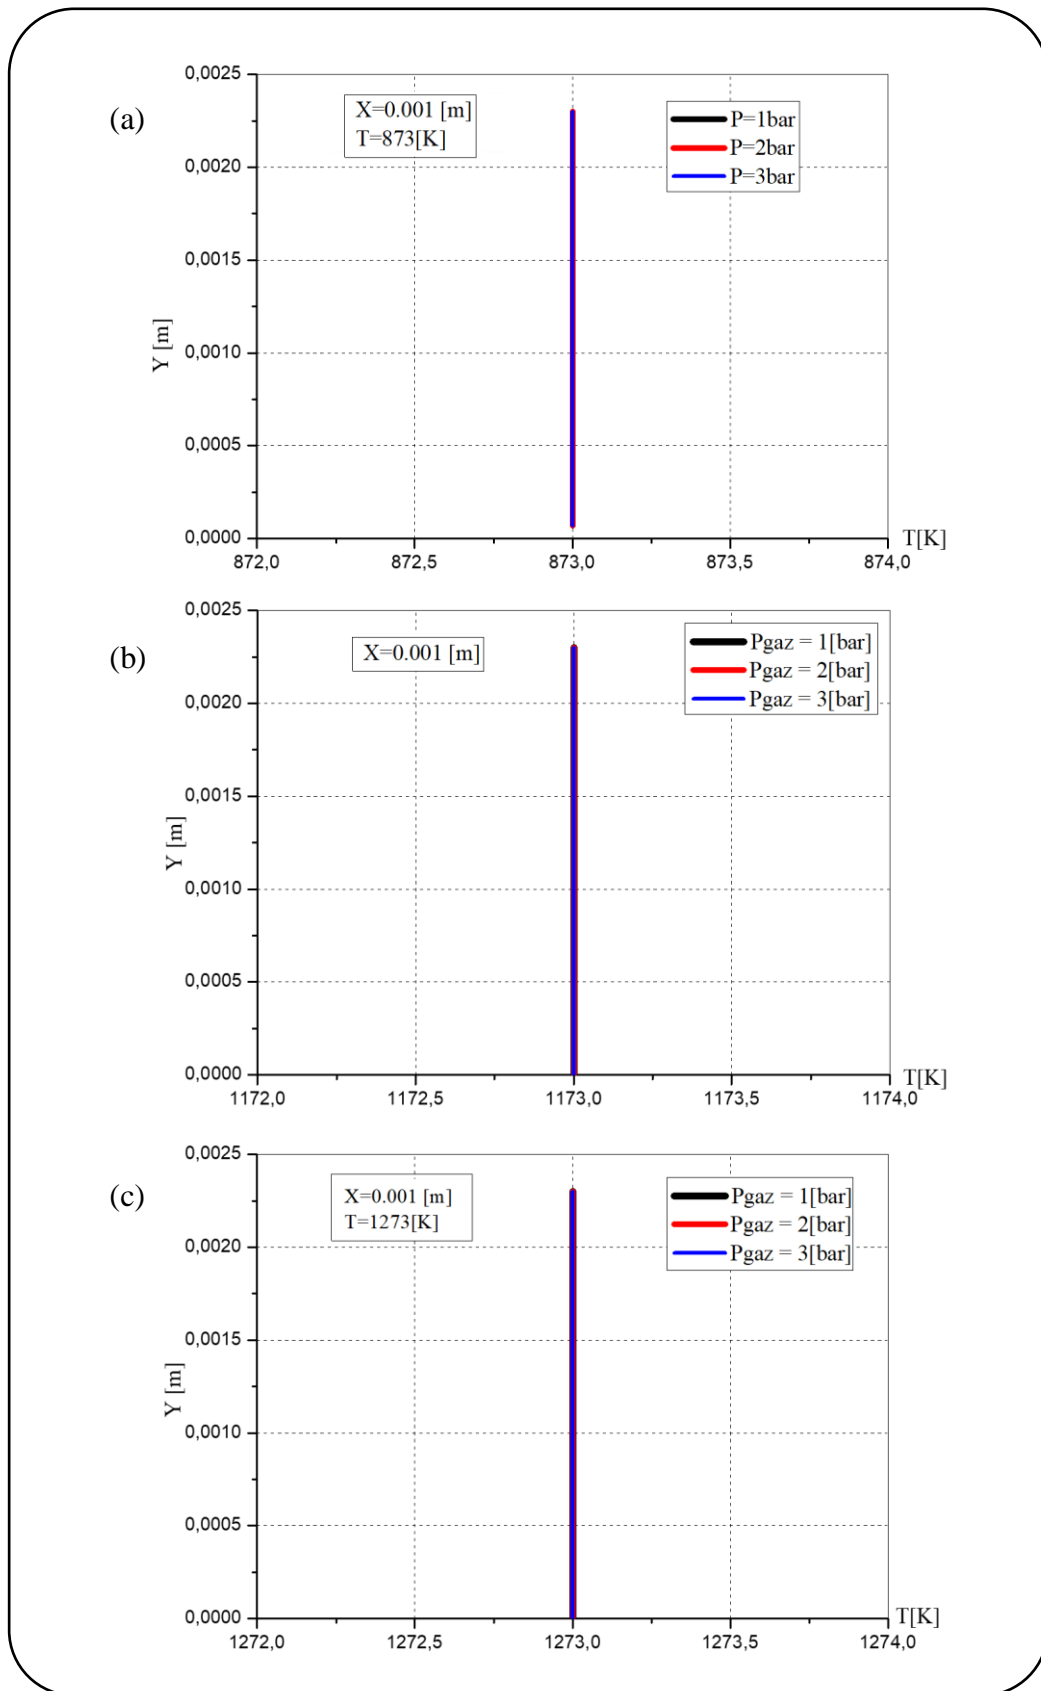 (a)
X=0.001 [m]
T=873[K]
P=1bar
P=2bar
P=3bar
0,0025
0,0020
0,0015
0,0010
0,0005
0,0000
Y [m]
872,0 872,5 873,0 873,5 874,0
T[K]
(b)
X=0.001 [m]
Pgaz = 1[bar]
Pgaz = 2[bar]
Pgaz = 3[bar]
0,0025
0,0020
0,0015
0,0010
0,0005
0,0000
Y [m]
1172,0 1172,5 1173,0 1173,5 1174,0
T[K]
(c)
X=0.001 [m]
T=1273[K]
Pgaz = 1[bar]
Pgaz = 2[bar]
Pgaz = 3[bar]
0,0025
0,0020
0,0015
0,0010
0,0005
0,0000
Y [m]
1272,0 1272,5 1273,0 1273,5 1274,0
T[K]